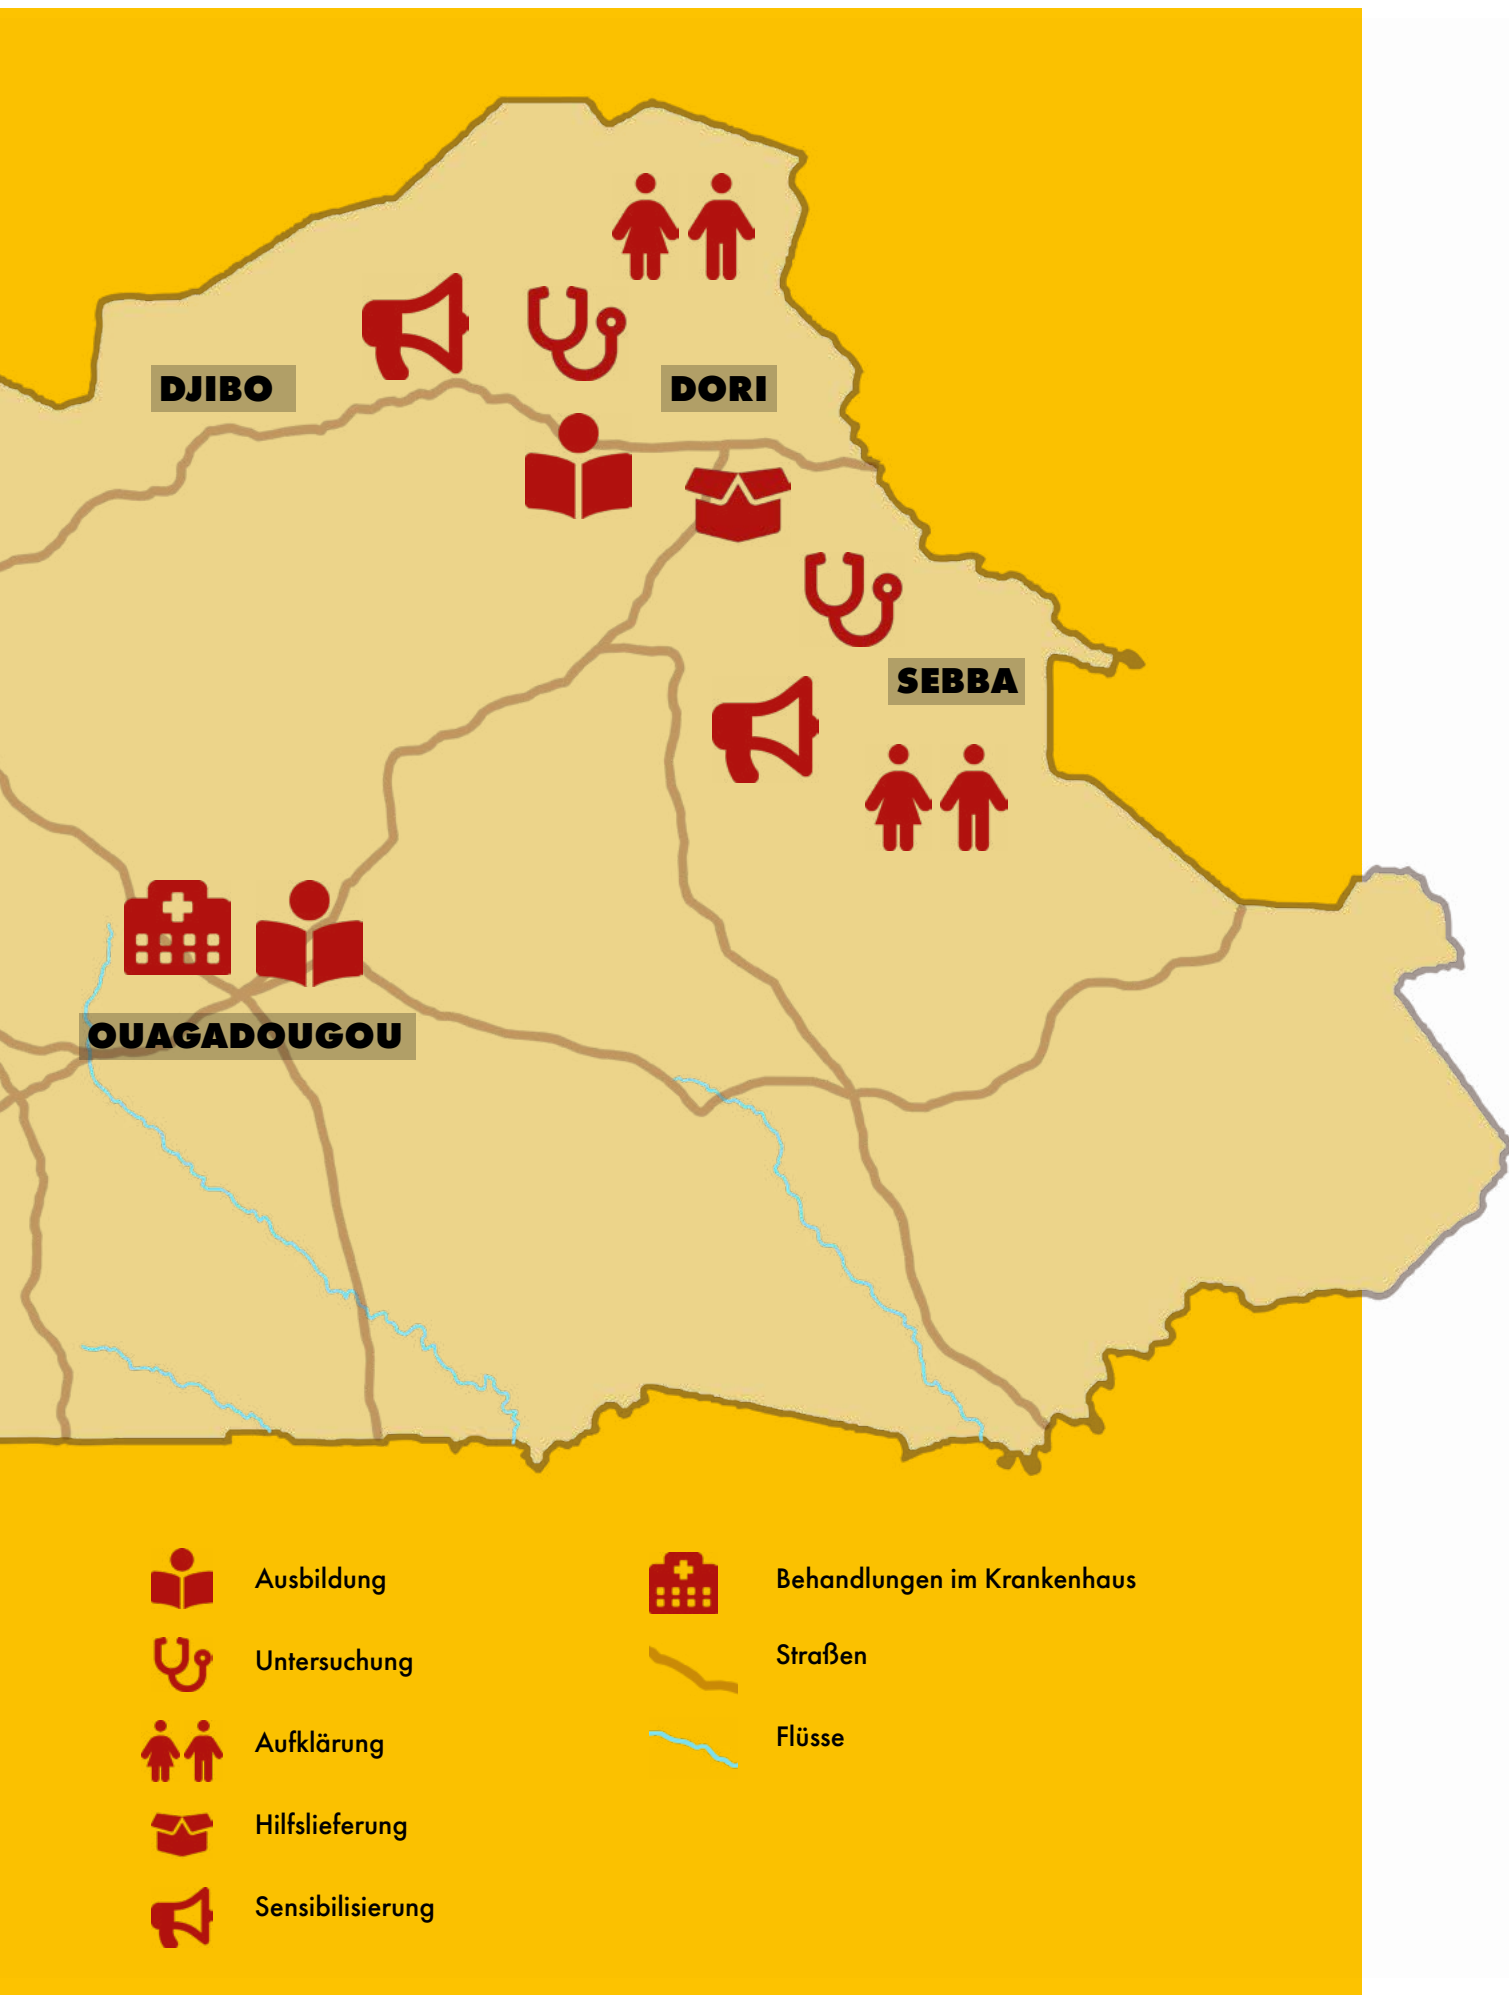 DJIBO
DORI
SEBBA
OUAGADOUGOU
Ausbildung
Untersuchung
Aufklärung
Hilfslieferung
Sensibilisierung
Behandlungen im Krankenhaus
Straßen
Flüsse